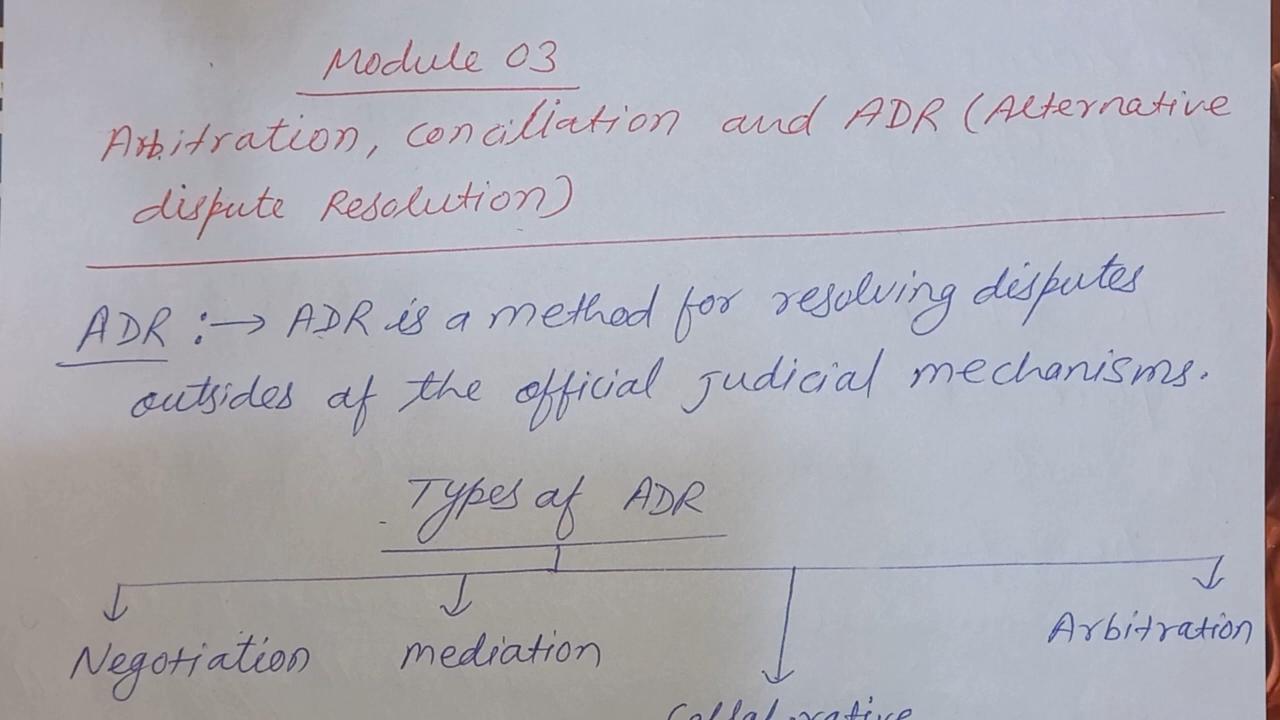 Module 03
Arbitration, conciliation and ADR (Alternative
dispute Resolution)
ADR :→ ADR is a method for resolving disputes
outsides of the official judicial mechanisms.
Types of ADR
Negotiation mediation Arbitration
Collaborative